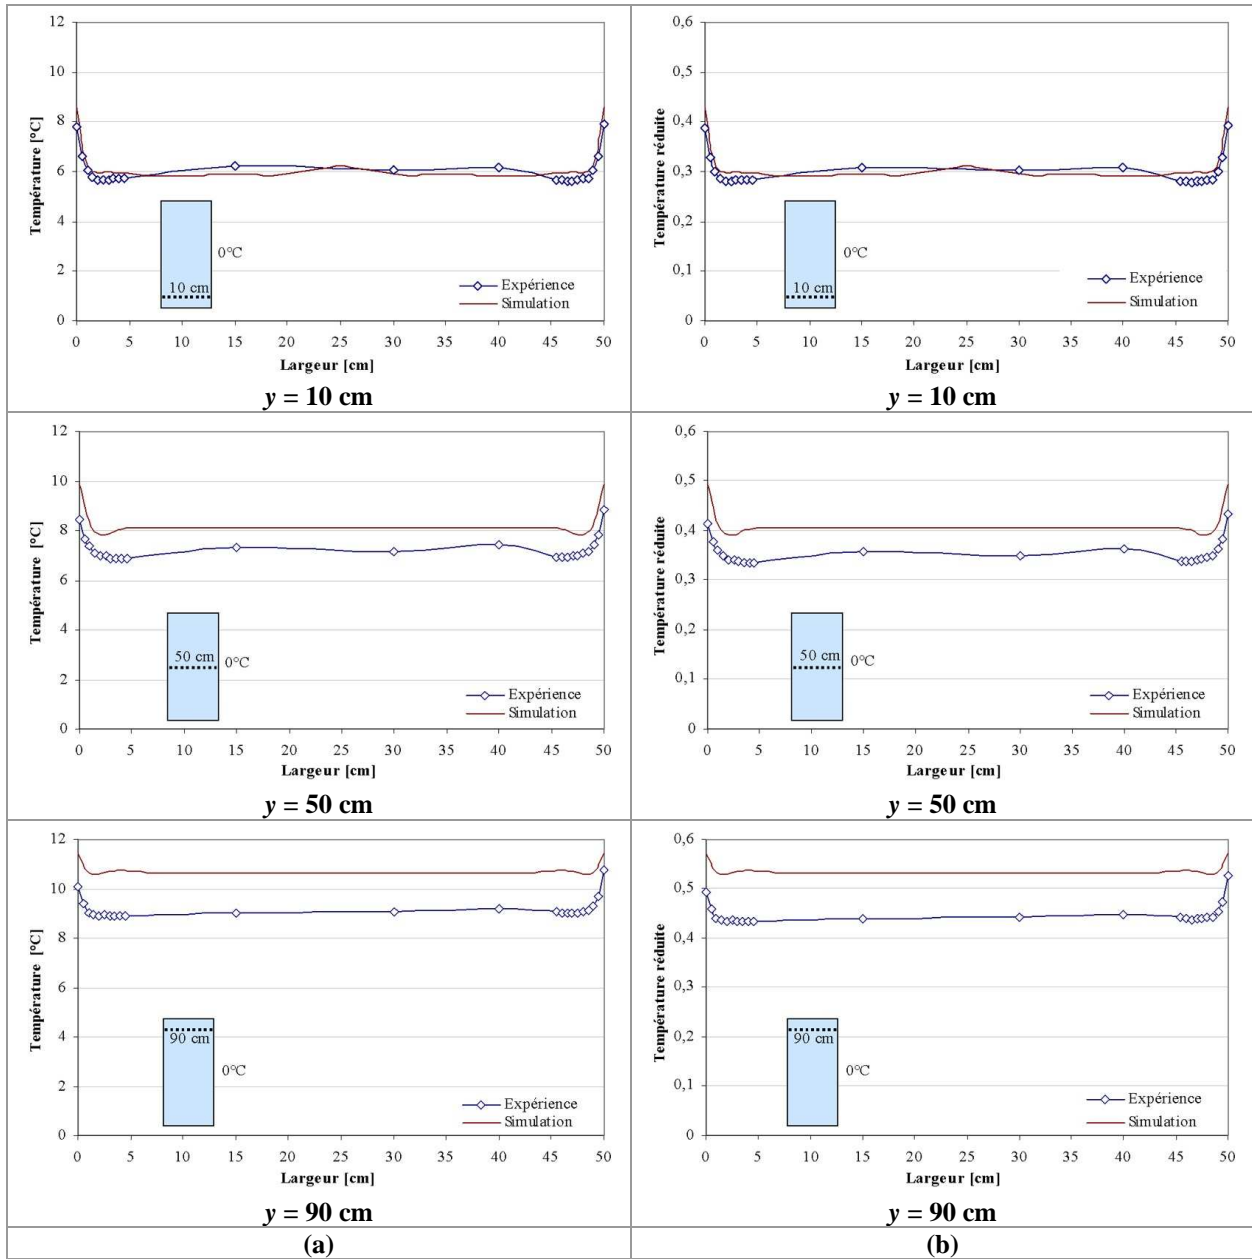 12
10
8
6
4
2
0
Température [°C]
10 cm
0°C
Expérience
Simulation
0 5 10 15 20 25 30 35 40 45 50
Largeur [cm]
y = 10 cm
0,6
0,5
0,4
0,3
0,2
0,1
0
Température réduite
10 cm
0°C
Expérience
Simulation
0 5 10 15 20 25 30 35 40 45 50
Largeur [cm]
y = 10 cm
12
10
8
6
4
2
0
Température [°C]
50 cm
0°C
Expérience
Simulation
0 5 10 15 20 25 30 35 40 45 50
Largeur [cm]
y = 50 cm
0,6
0,5
0,4
0,3
0,2
0,1
0
Température réduite
50 cm
0°C
Expérience
Simulation
0 5 10 15 20 25 30 35 40 45 50
Largeur [cm]
y = 50 cm
12
10
8
6
4
2
0
Température [°C]
90 cm
0°C
Expérience
Simulation
0 5 10 15 20 25 30 35 40 45 50
Largeur [cm]
y = 90 cm
0,6
0,5
0,4
0,3
0,2
0,1
0
Température réduite
90 cm
0°C
Expérience
Simulation
0 5 10 15 20 25 30 35 40 45 50
Largeur [cm]
y = 90 cm
(a)
(b)